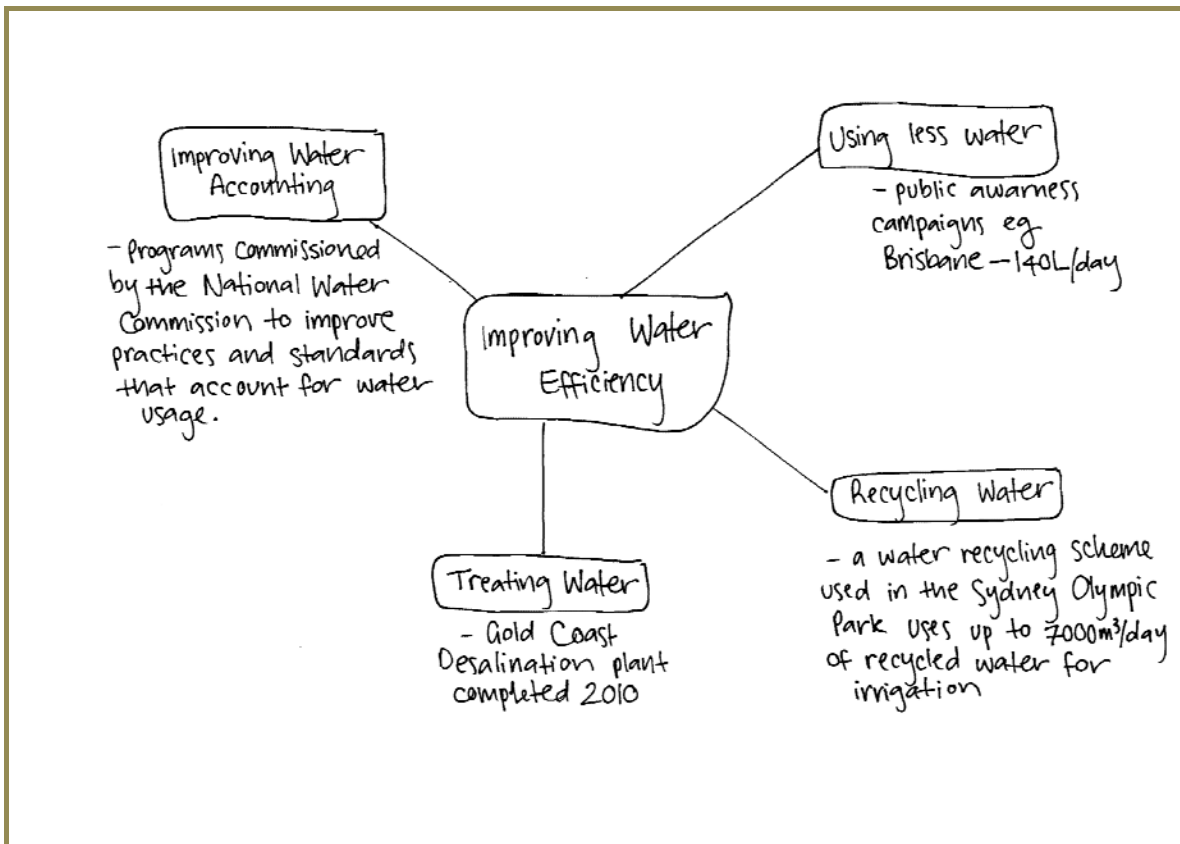 Improving Water
Accounting
- Programs commissioned
by the National Water
Commission to improve
practices and standards
that account for water
usage.
Using less water
- public awarness
campaigns eg
Brisbane - 140L/day
Improving Water
Efficiency
Treating Water
- Gold Coast
Desalination plant
completed 2010
Recycling Water
- a water recycling scheme
used in the Sydney Olympic
Park uses up to 7000m³/day
of recycled water for
irrigation